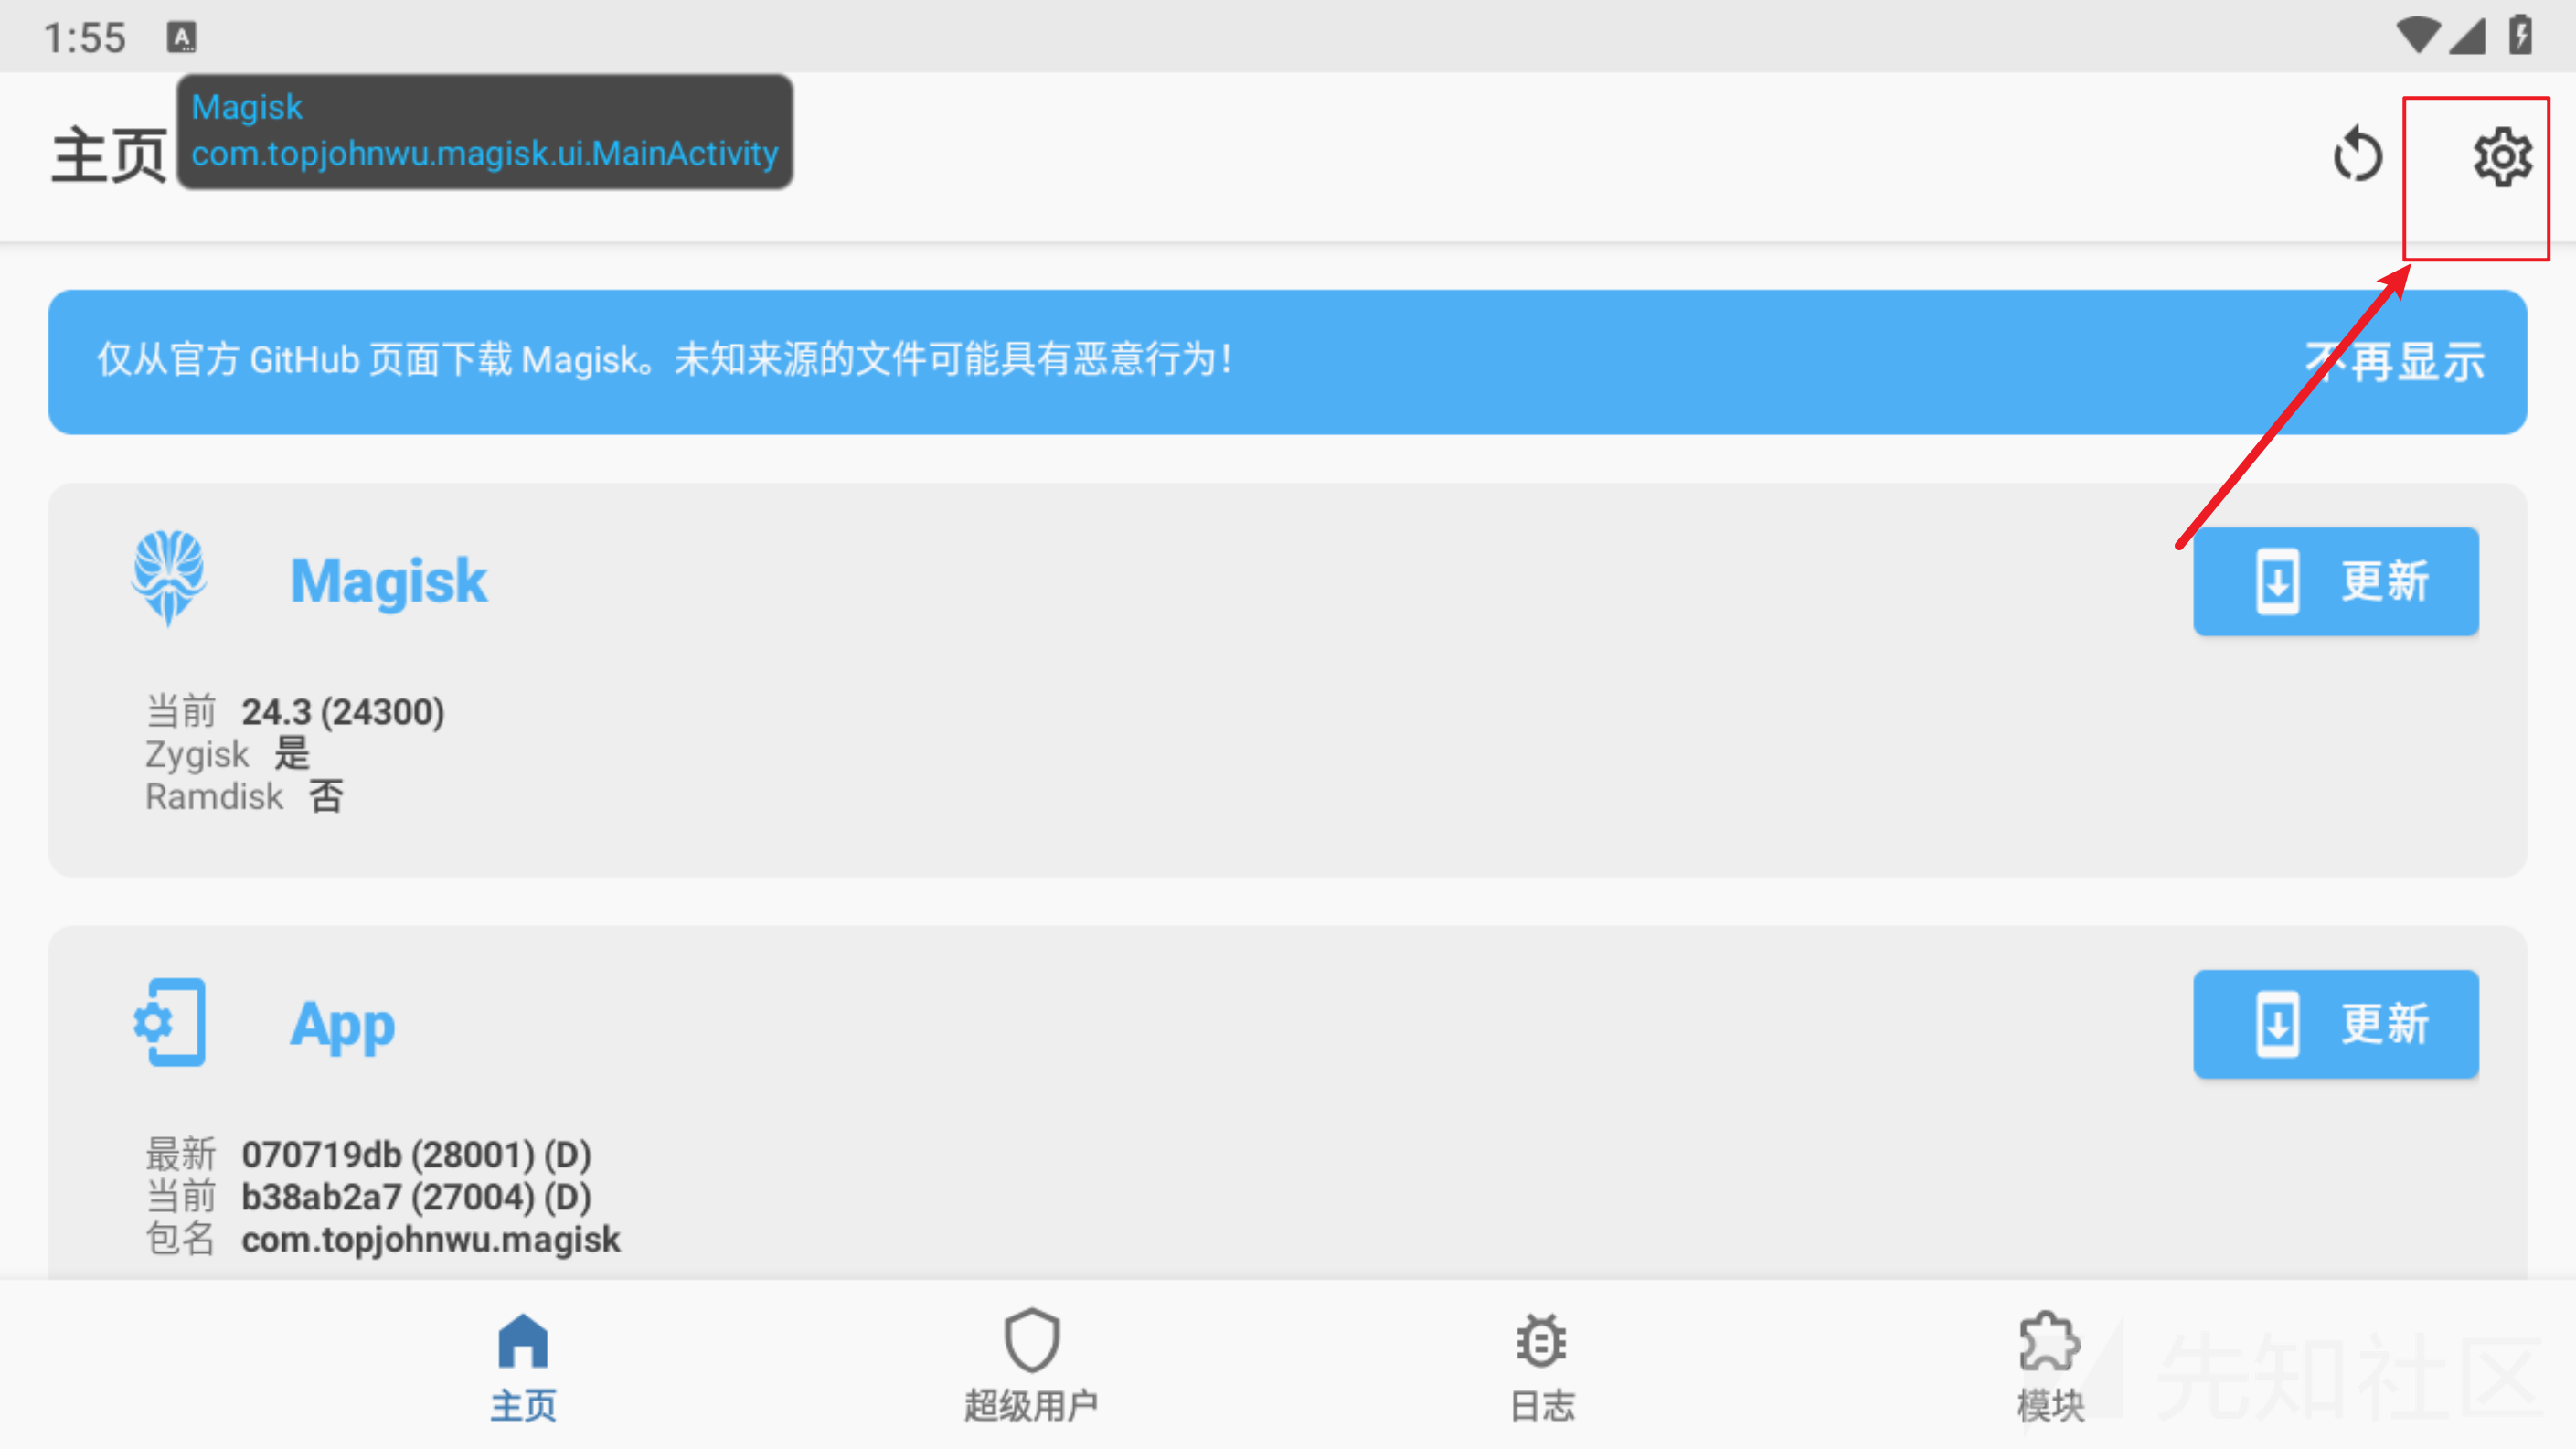 1:55
Magisk
com.topjohnwu.magisk.ui.MainActivity
主页
仅从官方 GitHub 页面下载 Magisk。未知来源的文件可能具有恶意行为!
不再显示
Magisk
更新
当前 24.3 (24300)
Zygisk 是
Ramdisk 否
App
更新
最新 070719db (28001) (D)
当前 b38ab2a7 (27004) (D)
包名 com.topjohnwu.magisk
主页
超级用户
日志
模块
先知社区